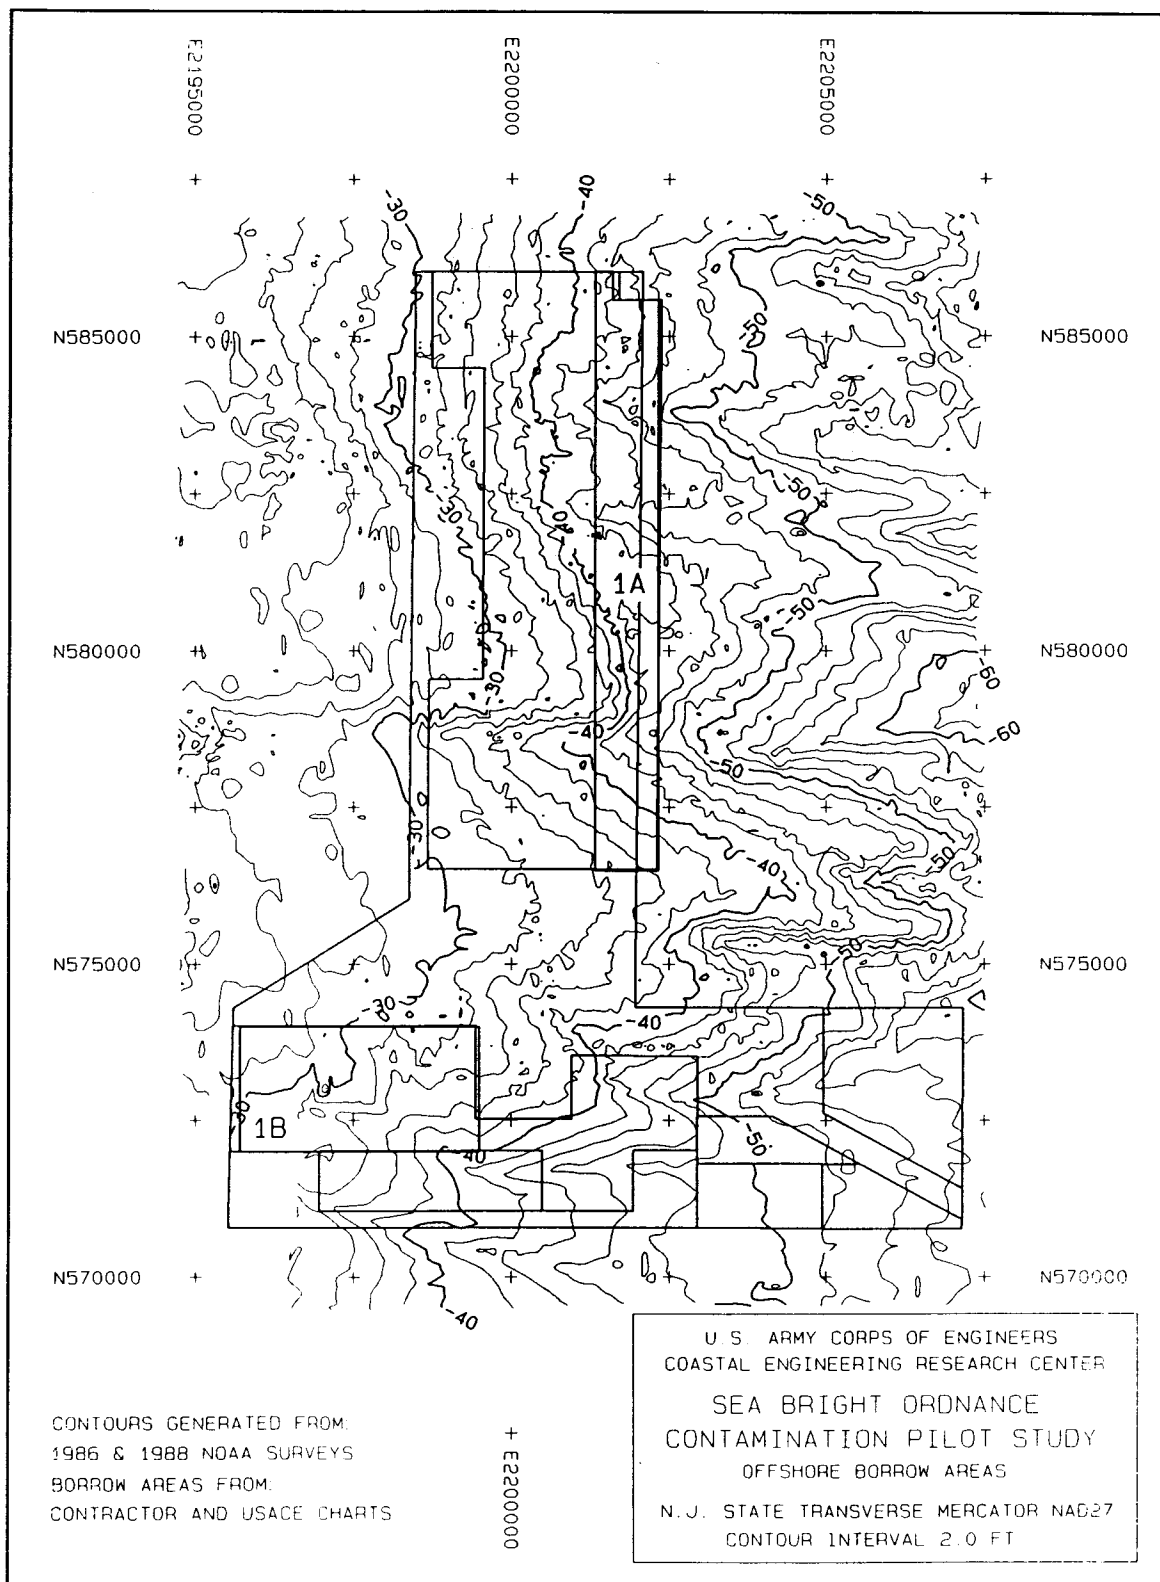 E2195000
E2200000
E2205000
-30
-40
-50
N585000
N585000
-50
-50
-30
-40
1A
-50
N580000
N580000
-30
-60
-40
-60
-50
-30
-40
-50
N575000
-50
N575000
-30
-40
-30
1B
-50
-40
N570000
N570000
-40
U.S. ARMY CORPS OF ENGINEERS
COASTAL ENGINEERING RESEARCH CENTER
SEA BRIGHT ORDNANCE
CONTAMINATION PILOT STUDY
OFFSHORE BORROW AREAS
N.J. STATE TRANSVERSE MERCATOR NAD27
CONTOUR INTERVAL 2.0 FT
CONTOURS GENERATED FROM:
1986 & 1988 NOAA SURVEYS
BORROW AREAS FROM:
CONTRACTOR AND USACE CHARTS
E2200000